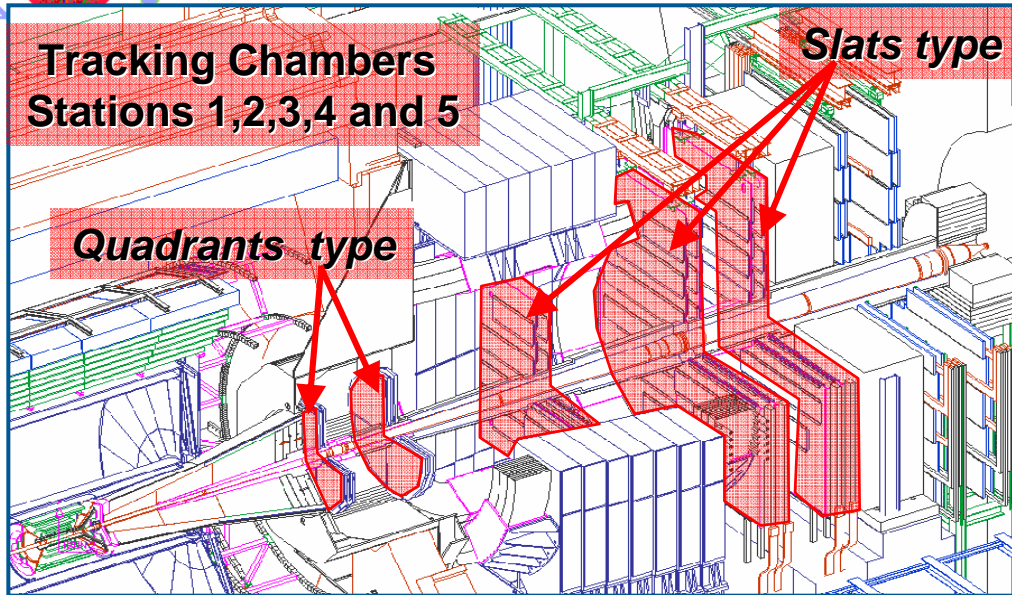 Tracking Chambers
Stations 1,2,3,4 and 5
Slats type
Quadrants type